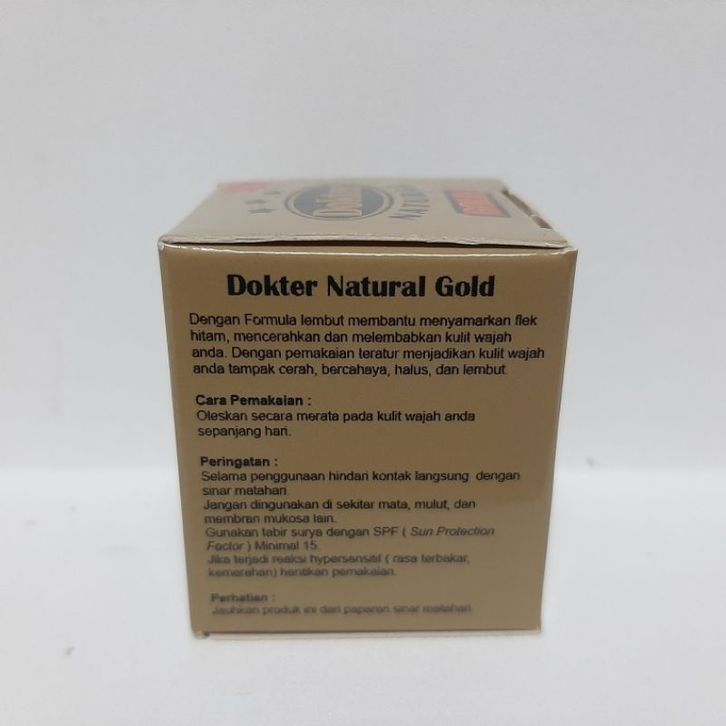 NATURAL
Dokter Natural Gold
Dengan Formula lembut membantu menyamarkan flek
hitam, mencerahkan dan melembabkan kulit wajah
anda. Dengan pemakaian teratur menjadikan kulit wajah
anda tampak cerah, bercahaya, halus, dan lembut.
Cara Pemakaian :
Oleskan secara merata pada kulit wajah anda
sepanjang hari.
Peringatan :
Selama penggunaan hindari kontak langsung dengan
sinar matahari.
Jangan dingunakan di sekitar mata, mulut, dan
membran mukosa lain.
Gunakan tabir surya dengan SPF ( Sun Protection
Factor ) Minimal 15.
Jika terjadi reaksi hypersensitif ( rasa terbakar,
kemerahan) hentikan pemakaian.
Perhatian :
Jauhkan produk ini dari paparan sinar matahari.